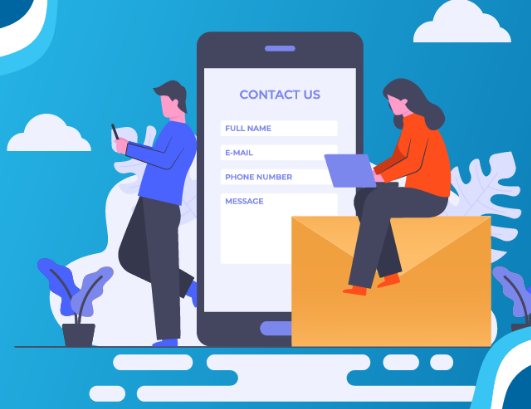 CONTACT US
FULL NAME
E-MAIL
PHONE NUMBER
MESSAGE